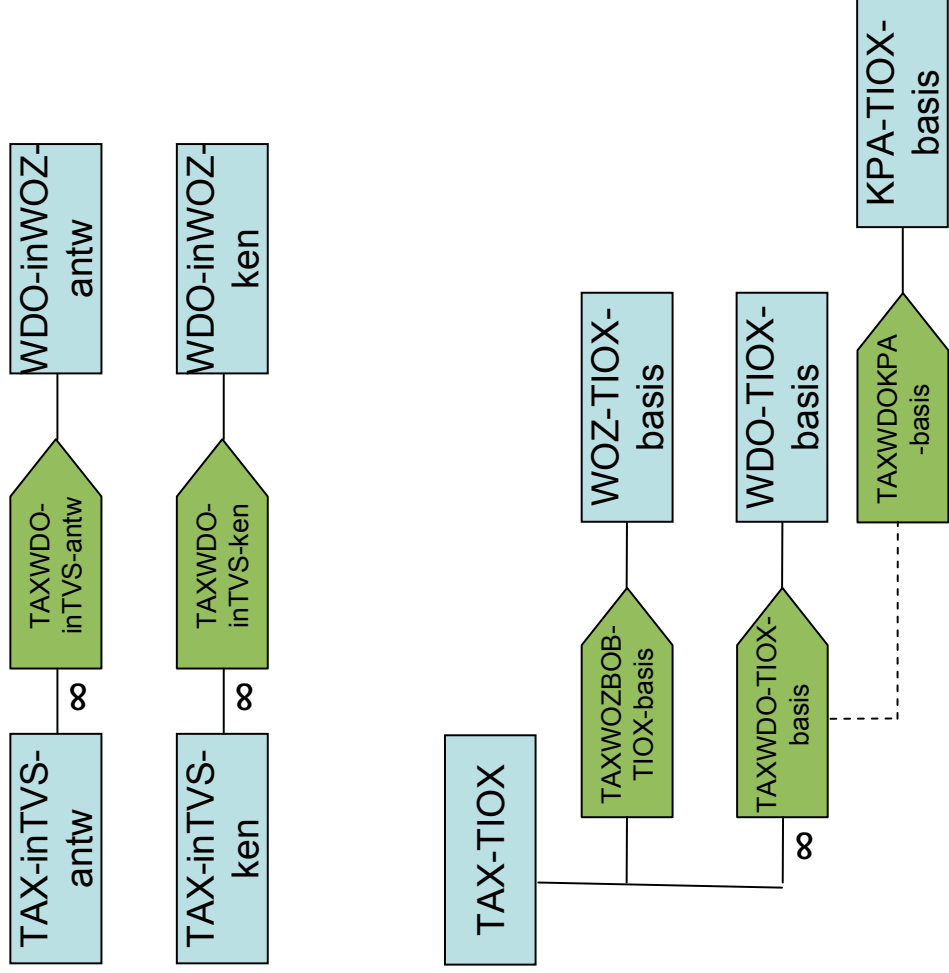 TAX-inTVS-
antw
8
TAXWDO-
inTVS-antw
WDO-inWOZ-
antw
TAX-inTVS-
ken
8
TAXWDO-
inTVS-ken
WDO-inWOZ-
ken
TAX-TIOX
TAXWOZBOB-
TIOX-basis
WOZ-TIOX-
basis
8
TAXWDO-TIOX-
basis
WDO-TIOX-
basis
TAXWDOKPA
-basis
KPA-TIOX-
basis